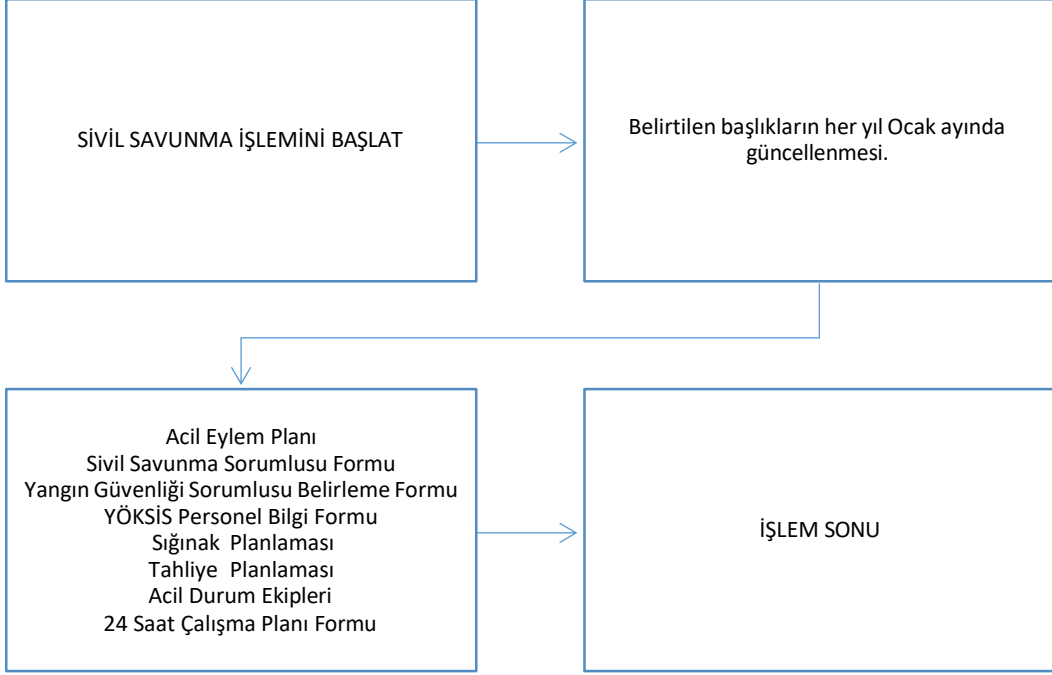 SİVİL SAVUNMA İŞLEMİNİ BAŞLAT
Belirtilen başlıkların her yıl Ocak ayında
güncellenmesi.
Acil Eylem Planı
Sivil Savunma Sorumlusu Formu
Yangın Güvenliği Sorumlusu Belirleme Formu
YÖKSİS Personel Bilgi Formu
Sığınak Planlaması
Tahliye Planlaması
Acil Durum Ekipleri
24 Saat Çalışma Planı Formu
İŞLEM SONU